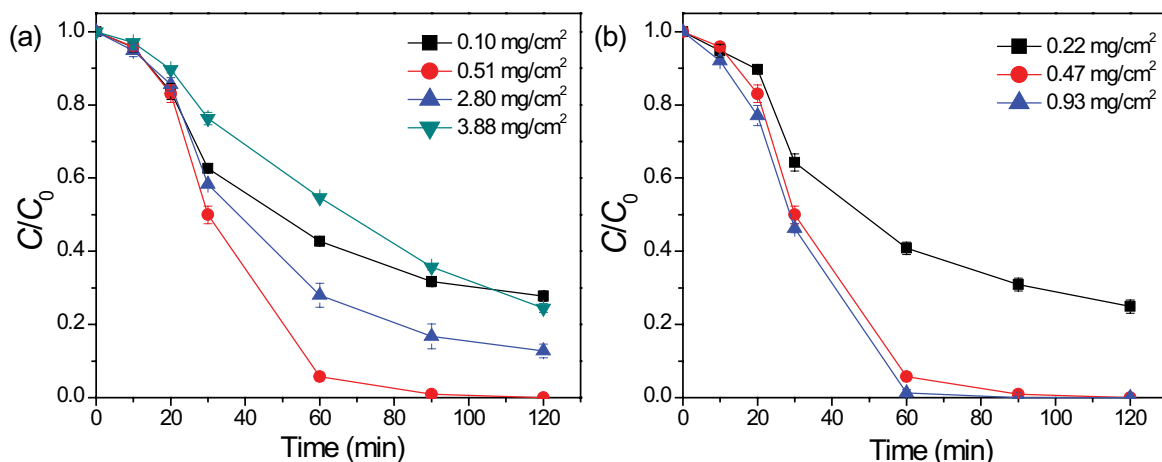 (a)
0.10 mg/cm²
0.51 mg/cm²
2.80 mg/cm²
3.88 mg/cm²
C/C₀
1.0
0.8
0.6
0.4
0.2
0.0
0 20 40 60 80 100 120
Time (min)
(b)
0.22 mg/cm²
0.47 mg/cm²
0.93 mg/cm²
C/C₀
1.0
0.8
0.6
0.4
0.2
0.0
0 20 40 60 80 100 120
Time (min)